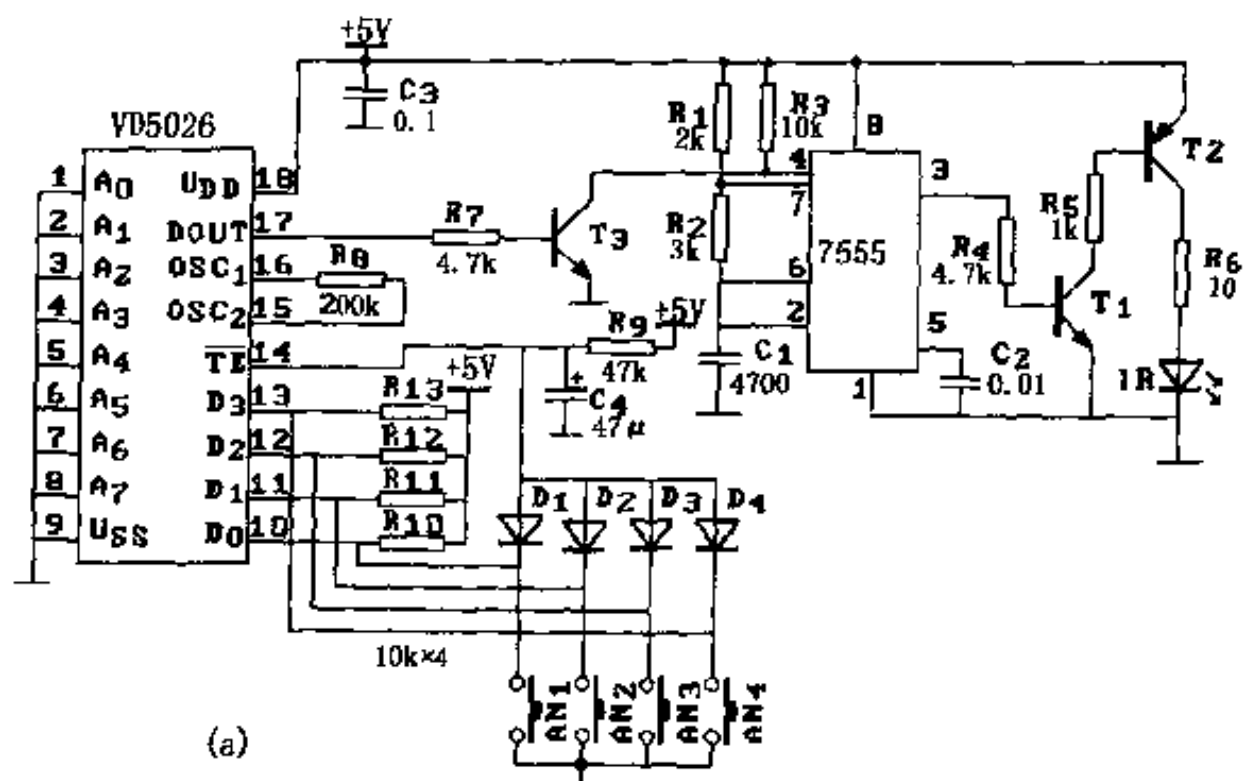 +5V
C3
0.1
VD5026
1 A0 UDD 18
2 A1 DOUT 17
3 A2 OSC1 16
4 A3 OSC2 15
5 A4 TE 14
6 A5 D3 13
7 A6 D2 12
8 A7 D1 11
9 USS D0 10
R7
4.7k
T3
R8
200k
R9
47k
+5V
C4
+
47μ
+5V
R13
R12
R11
R10
10k×4
R1
2k
R3
10k
R2
3k
C1
4700
7555
4
7
6
2
8
3
5
1
R4
4.7k
C2
0.01
R5
1k
T1
T2
R6
10
IR
D1
D2
D3
D4
AN1
AN2
AN3
AN4
(a)